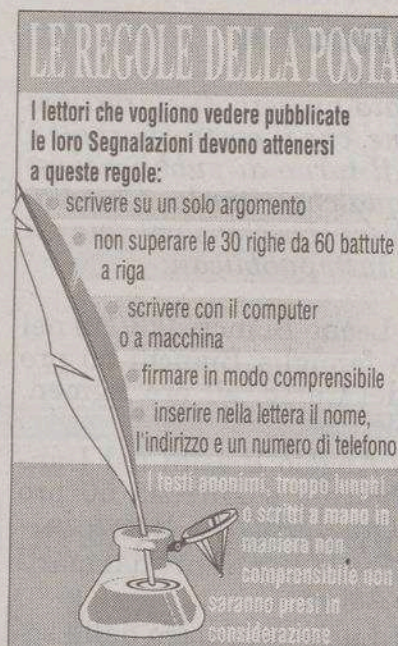 LE REGOLE DELLA POSTA
I lettori che vogliono vedere pubblicate
le loro Segnalazioni devono attenersi
a queste regole:
scrivere su un solo argomento
non superare le 30 righe da 60 battute
a riga
scrivere con il computer
o a macchina
firmare in modo comprensibile
inserire nella lettera il nome,
l'indirizzo e un numero di telefono
I testi anonimi, troppo lunghi
o scritti a mano in
maniera non
comprensibile non
saranno presi in
considerazione